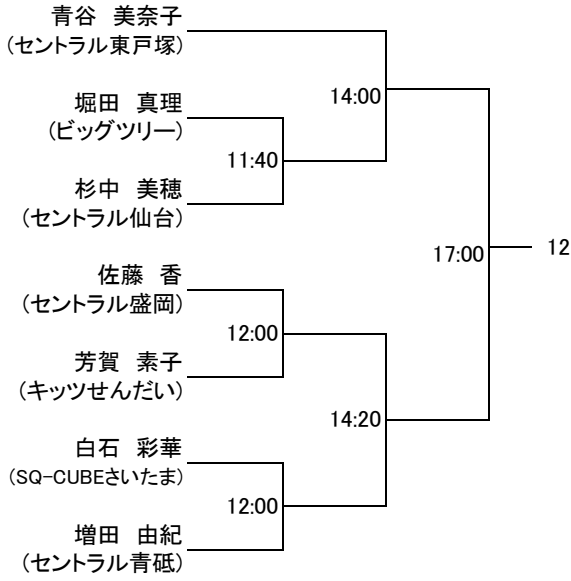 青谷　美奈子
(セントラル東戸塚)
14:00
堀田　真理
(ビッグツリー)
11:40
杉中　美穂
(セントラル仙台)
17:00
12
佐藤　香
(セントラル盛岡)
12:00
芳賀　素子
(キッツせんだい)
14:20
白石　彩華
(SQ-CUBEさいたま)
12:00
増田　由紀
(セントラル青砥)